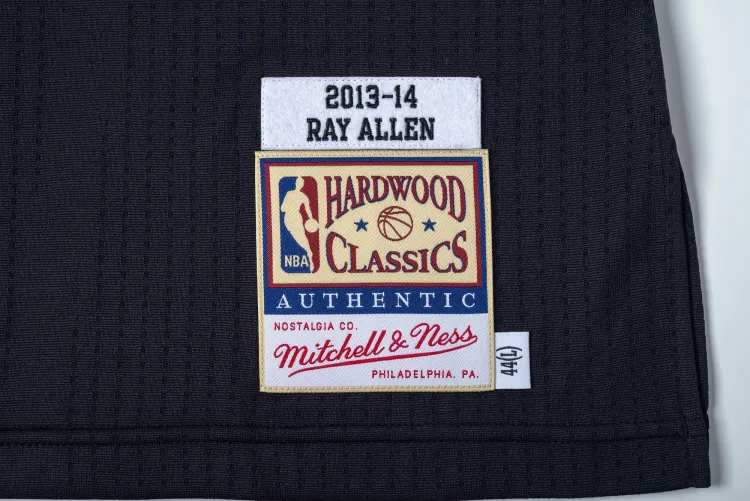 2013-14
RAY ALLEN
HARDWOOD
CLASSICS
NBA
AUTHENTIC
NOSTALGIA CO.
Mitchell & Ness
PHILADELPHIA, PA.
44(L)